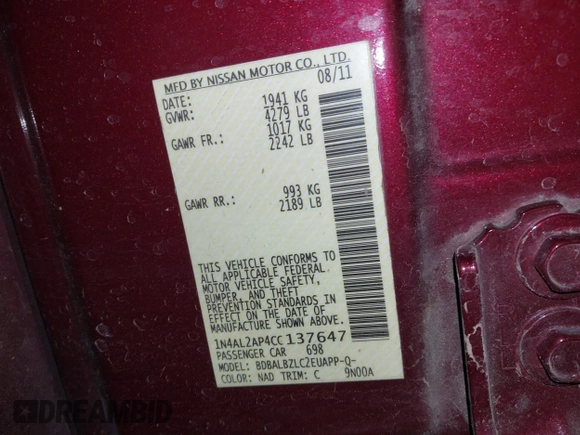 MFD BY NISSAN MOTOR CO., LTD.
DATE: 08/11
GVWR: 1941 KG
4279 LB
GAWR FR.: 1017 KG
2242 LB
GAWR RR.: 993 KG
2189 LB
THIS VEHICLE CONFORMS TO
ALL APPLICABLE FEDERAL
MOTOR VEHICLE SAFETY,
BUMPER, AND THEFT
PREVENTION STANDARDS IN
EFFECT ON THE DATE OF
MANUFACTURE SHOWN ABOVE.
1N4AL2AP4CC137647
PASSENGER CAR 698
MODEL: BDBALBZLC2EUAPP-Q-
COLOR: NAD TRIM: C 9N00A
DREAMBID